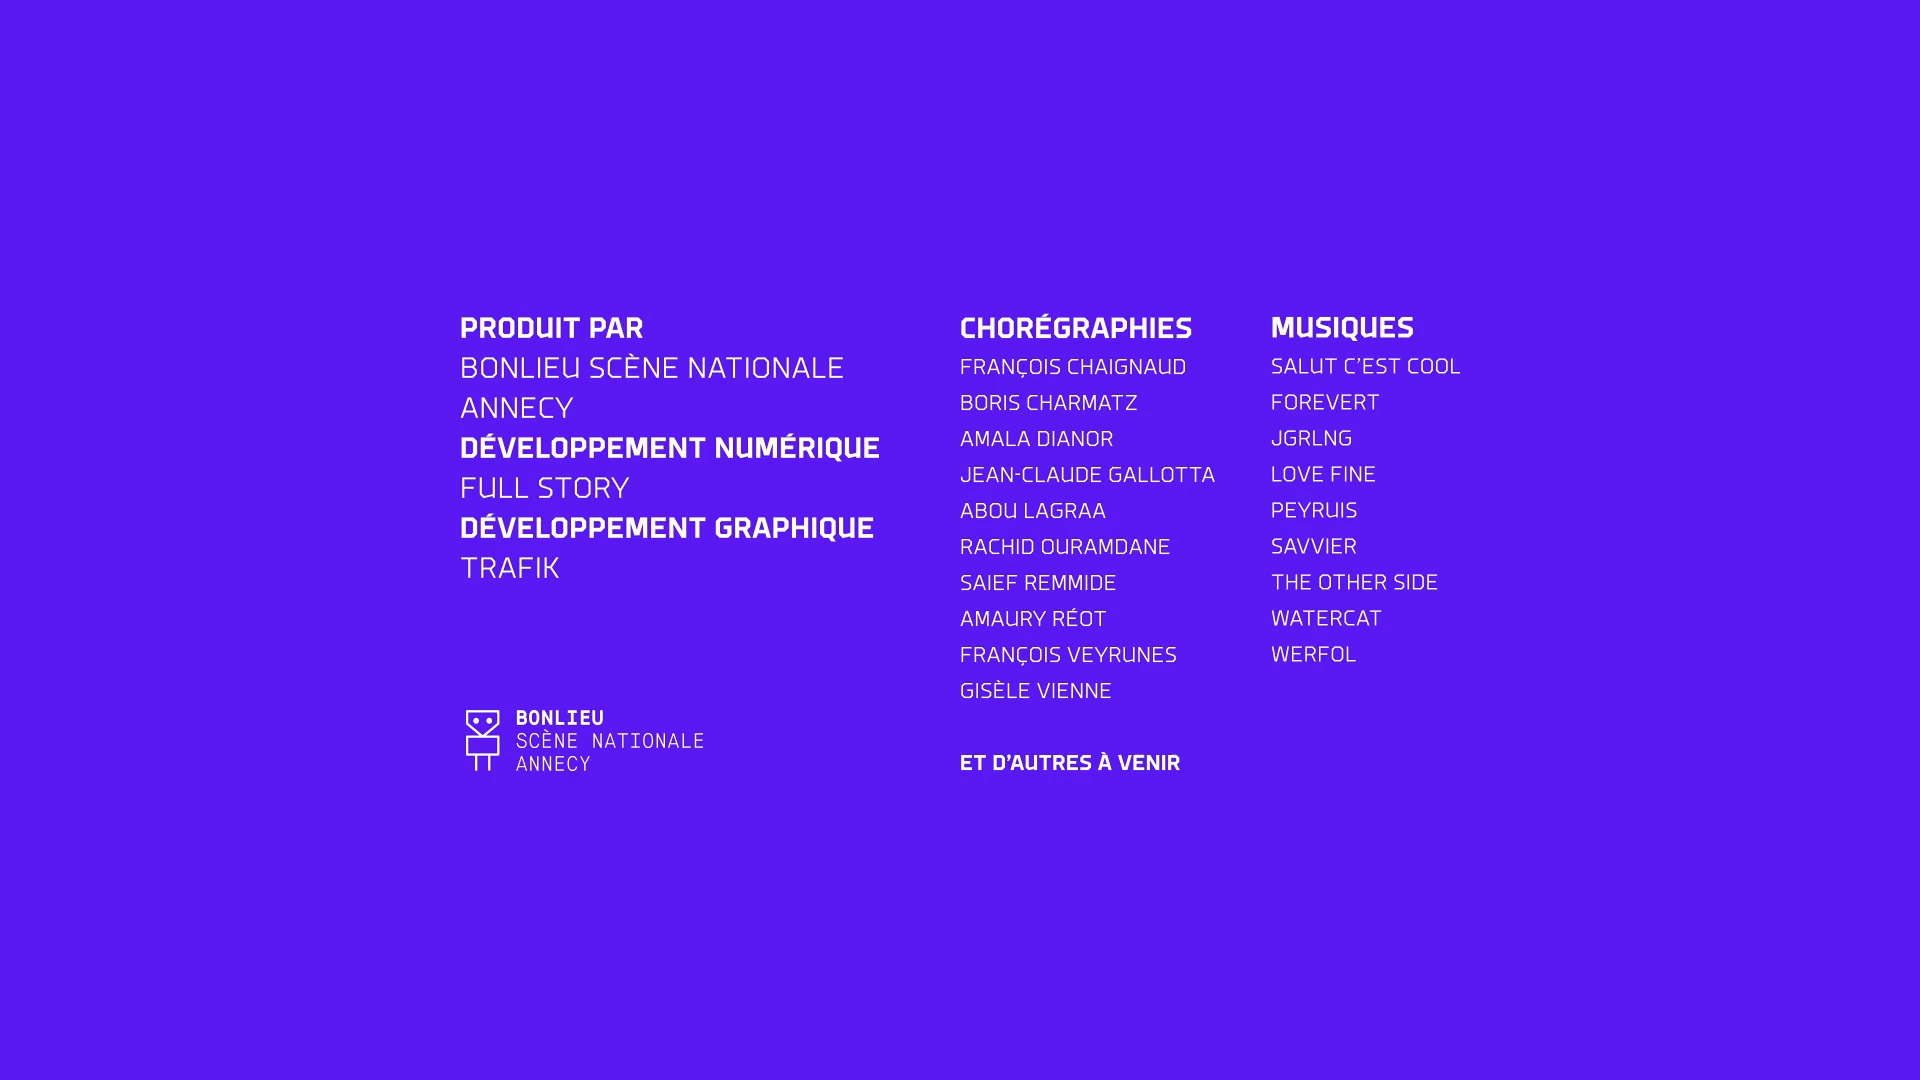 PRODUIT PAR
BONLIEU SCÈNE NATIONALE
ANNECY
DÉVELOPPEMENT NUMÉRIQUE
FULL STORY
DÉVELOPPEMENT GRAPHIQUE
TRAFIK
BONLIEU
SCÈNE NATIONALE
ANNECY
CHORÉGRAPHIES
FRANÇOIS CHAIGNAUD
BORIS CHARMATZ
AMALA DIANOR
JEAN-CLAUDE GALLOTTA
ABOU LAGRAA
RACHID OURAMDANE
SAIEF REMMIDE
AMAURY RÉOT
FRANÇOIS VEYRUNES
GISÈLE VIENNE
ET D’AUTRES À VENIR
MUSIQUES
SALUT C’EST COOL
FOREVERT
JGRLNG
LOVE FINE
PEYRUIS
SAVVIER
THE OTHER SIDE
WATERCAT
WERFOL